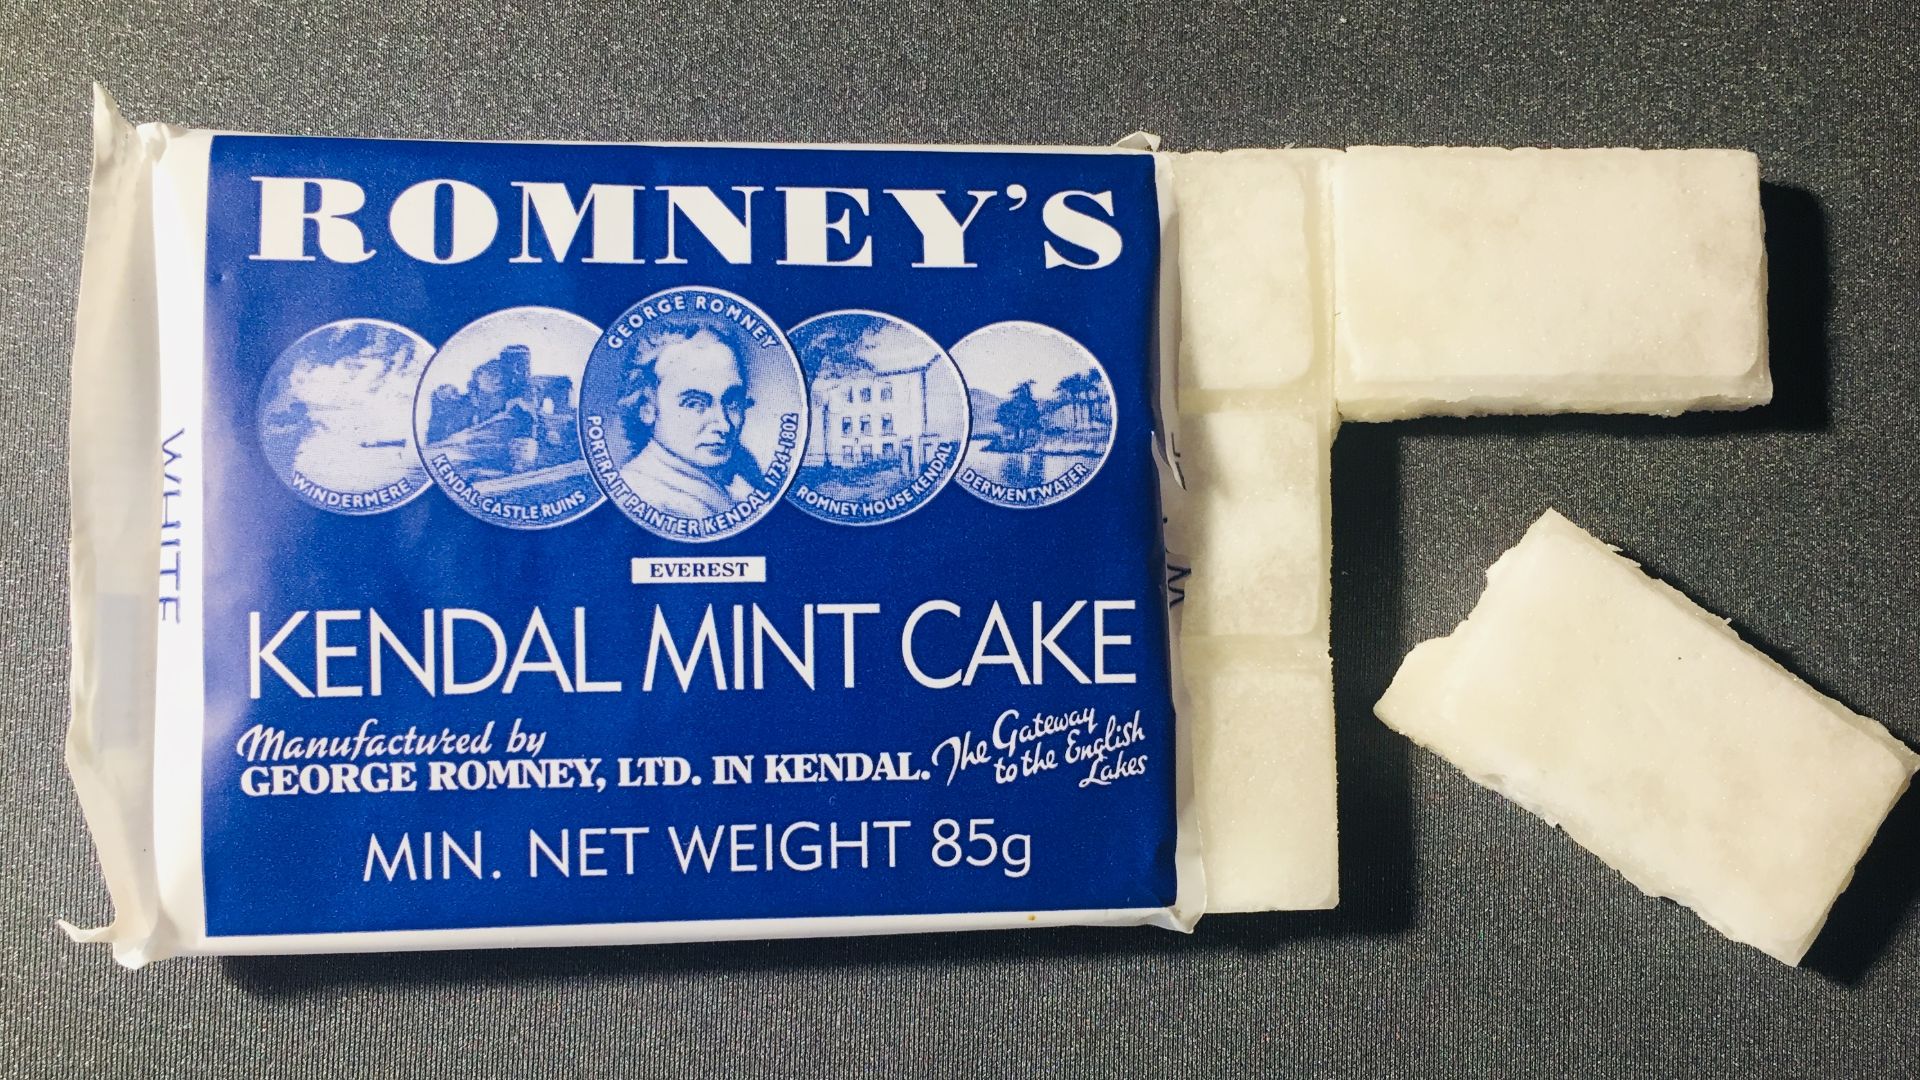 ROMNEY'S
WINDERMERE
KENDAL CASTLE RUINS
GEORGE ROMNEY
PORTRAIT PAINTER KENDAL 1734-1802
ROMNEY HOUSE KENDAL
DERWENTWATER
EVEREST
KENDAL MINT CAKE
Manufactured by
GEORGE ROMNEY, LTD. IN KENDAL.
The Gateway
to the English
Lakes
MIN. NET WEIGHT 85g
WHITE